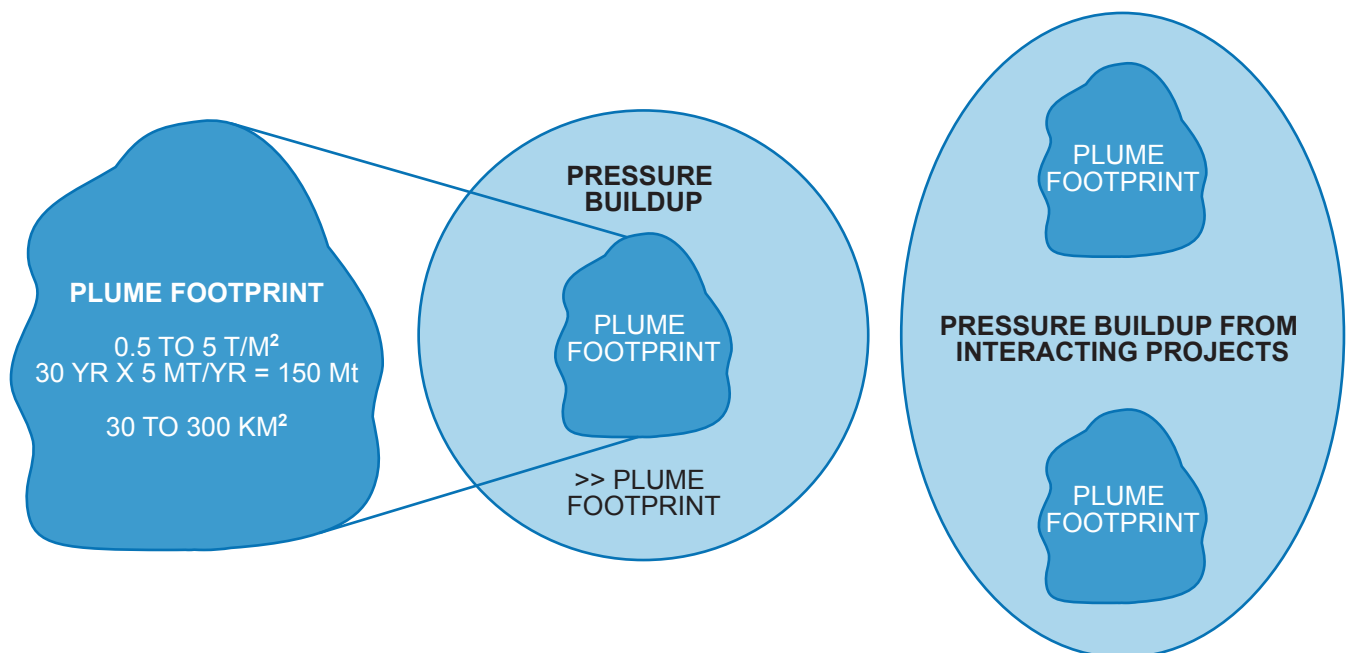 PLUME FOOTPRINT
0.5 TO 5 T/M²
30 YR X 5 MT/YR = 150 Mt
30 TO 300 KM²
PRESSURE
BUILDUP
PLUME
FOOTPRINT
>> PLUME
FOOTPRINT
PLUME
FOOTPRINT
PRESSURE BUILDUP FROM
INTERACTING PROJECTS
PLUME
FOOTPRINT